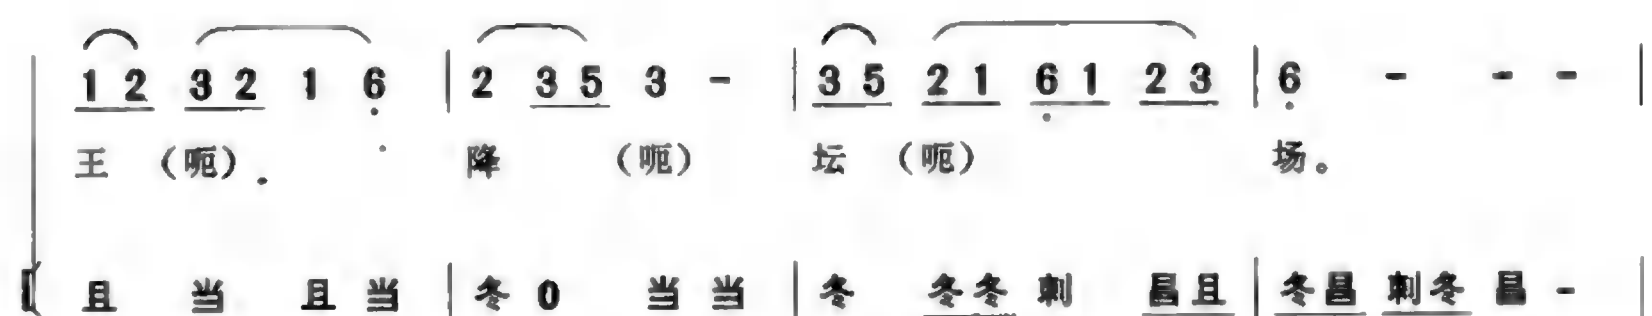 1 2 3 2 1 6 | 2 3 5 3 - | 3 5 2 1 6 1 2 3 | 6 - - - |
王（呃）. 降（呃） 坛（呃） 场。
且 当 且 当 | 冬 0 当 当 | 冬 冬冬 刺 昌且 | 冬昌 刺冬 昌 - |